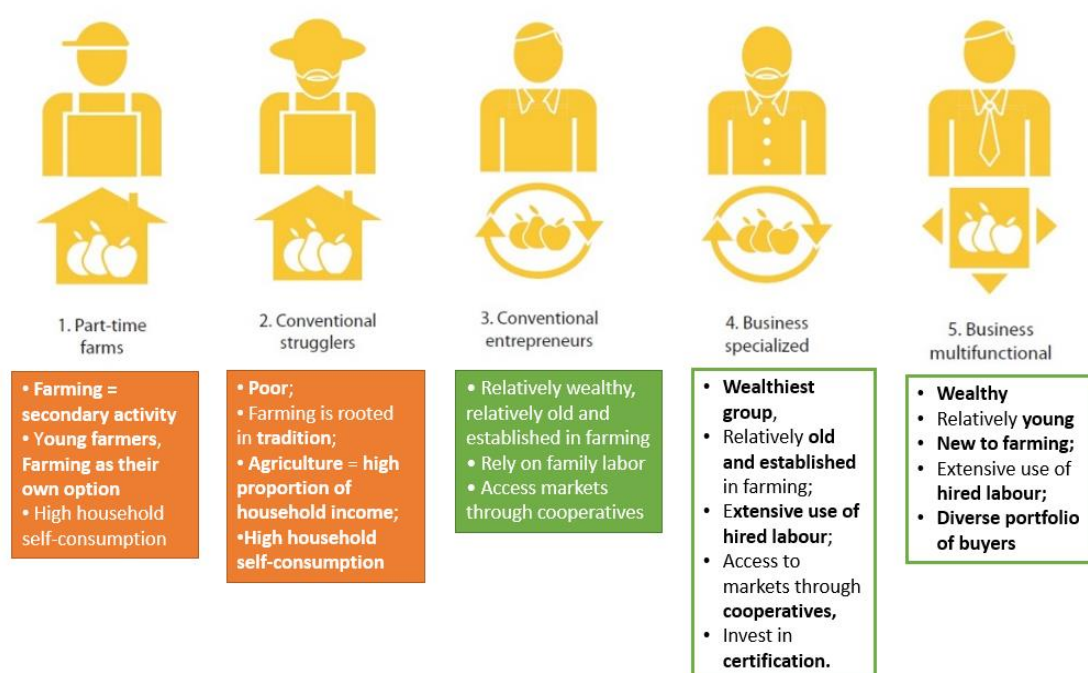 1. Part-time
farms
2. Conventional
strugglers
3. Conventional
entrepreneurs
4. Business
specialized
5. Business
multifunctional
• Farming =
secondary activity
• Young farmers,
Farming as their
own option
• High household
self-consumption
• Poor;
• Farming is rooted
in tradition;
• Agriculture = high
proportion of
household income;
•High household
self-consumption
• Relatively wealthy,
relatively old and
established in farming
• Rely on family labor
• Access markets
through cooperatives
• Wealthiest
group,
• Relatively old
and established
in farming;
• Extensive use of
hired labour;
• Access to
markets through
cooperatives,
• Invest in
certification.
• Wealthy
• Relatively young
• New to farming;
• Extensive use of
hired labour;
• Diverse portfolio
of buyers